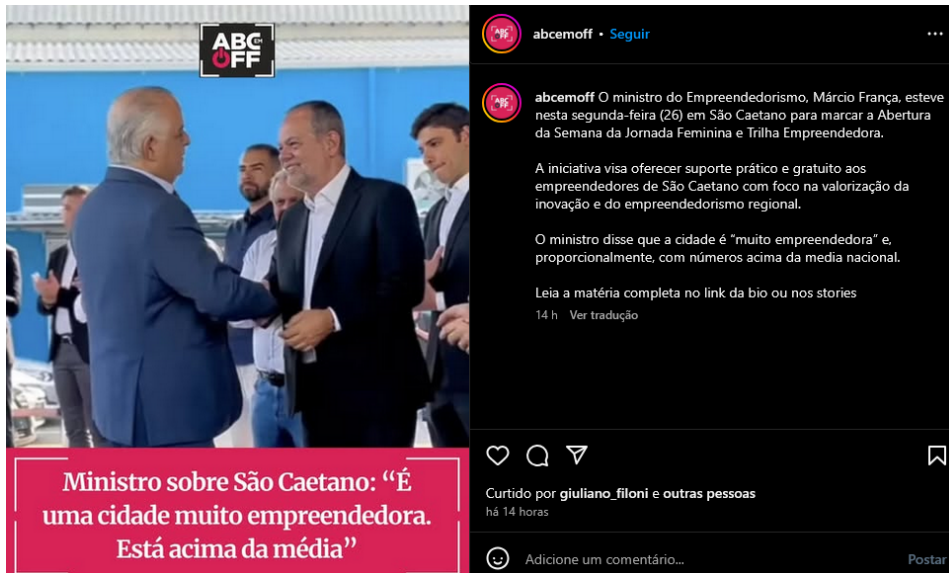 ABC EM
OFF
Ministro sobre São Caetano: “É
uma cidade muito empreendedora.
Está acima da média”
abcemoff • Seguir
abcemoff O ministro do Empreendedorismo, Márcio França, esteve
nesta segunda-feira (26) em São Caetano para marcar a Abertura
da Semana da Jornada Feminina e Trilha Empreendedora.
A iniciativa visa oferecer suporte prático e gratuito aos
empreendedores de São Caetano com foco na valorização da
inovação e do empreendedorismo regional.
O ministro disse que a cidade é “muito empreendedora” e,
proporcionalmente, com números acima da media nacional.
Leia a matéria completa no link da bio ou nos stories
14 h Ver tradução
Curtido por giuliano_filoni e outras pessoas
há 14 horas
Adicione um comentário...
Postar